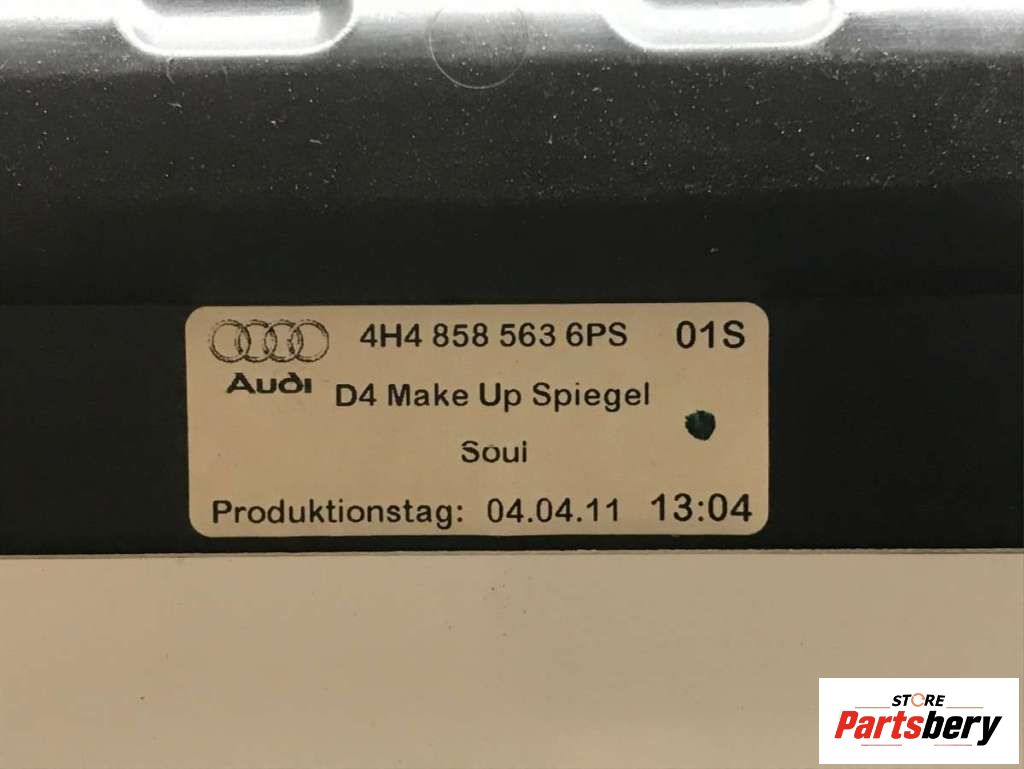 4H4 858 563 6PS 01S
Audi D4 Make Up Spiegel
Soul
Produktionstag: 04.04.11 13:04
STORE
Partsbery